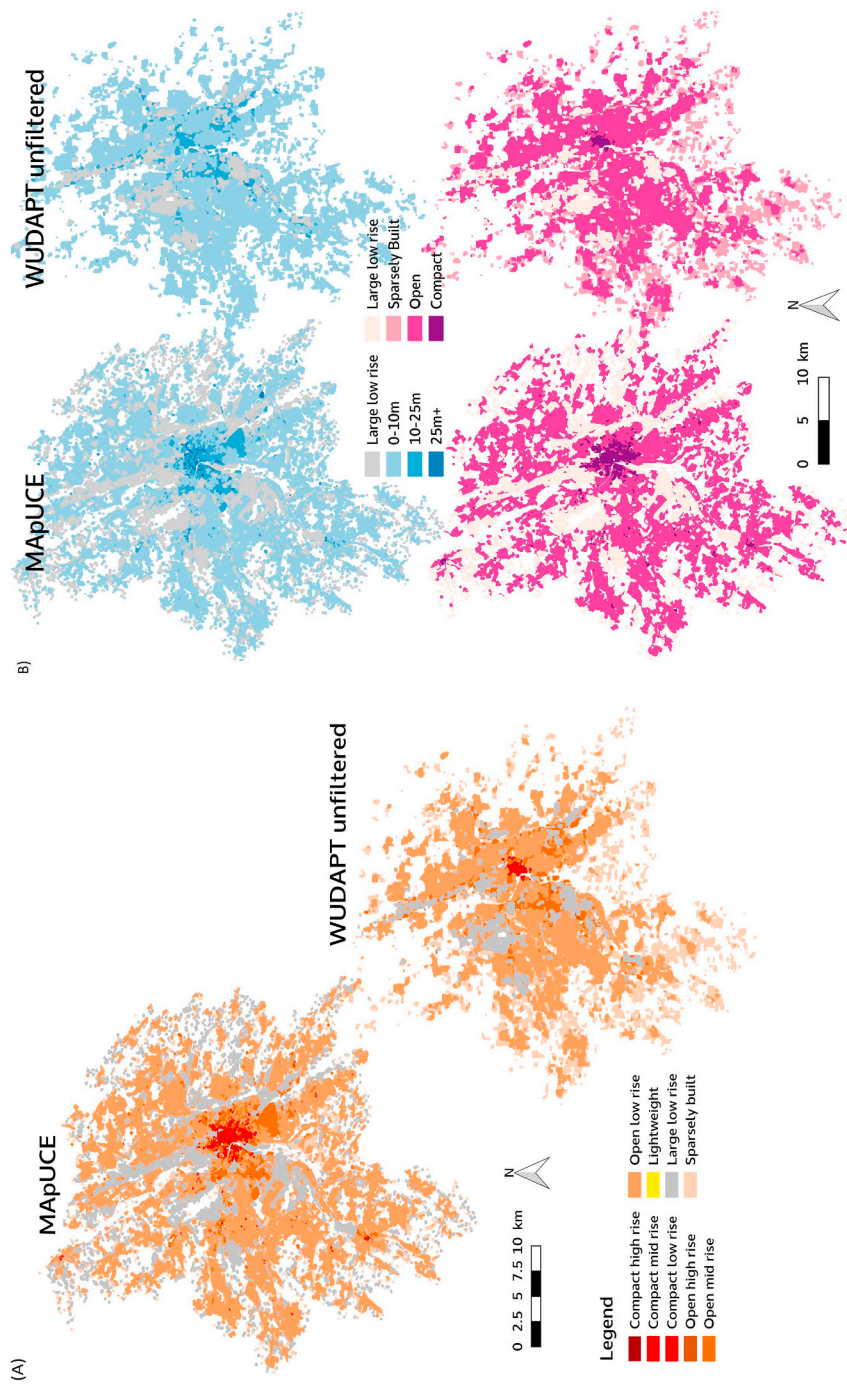 (A)
MApUCE
WUDAPT unfiltered
N
0 2.5 5 7.5 10 km
Legend
Compact high rise
Compact mid rise
Compact low rise
Open high rise
Open mid rise
Open low rise
Lightweight
Large low rise
Sparsely built
B)
MApUCE
WUDAPT unfiltered
Large low rise
0-10m
10-25m
25m+
Large low rise
Sparsely Built
Open
Compact
N
0 5 10 km